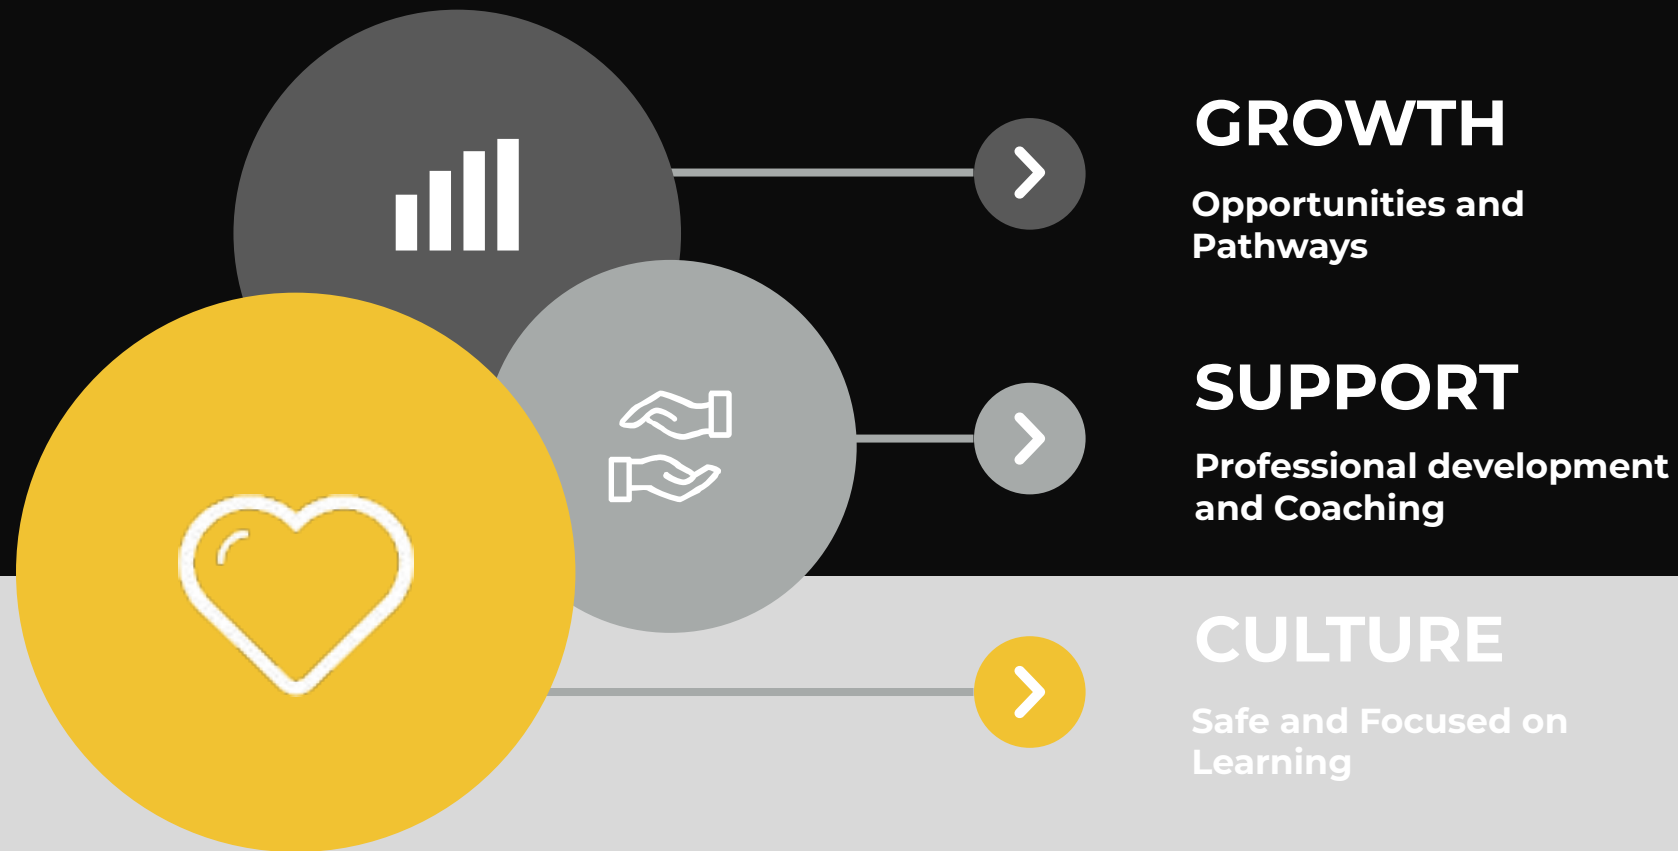 GROWTH
Opportunities and
Pathways
SUPPORT
Professional development
and Coaching
CULTURE
Safe and Focused on
Learning